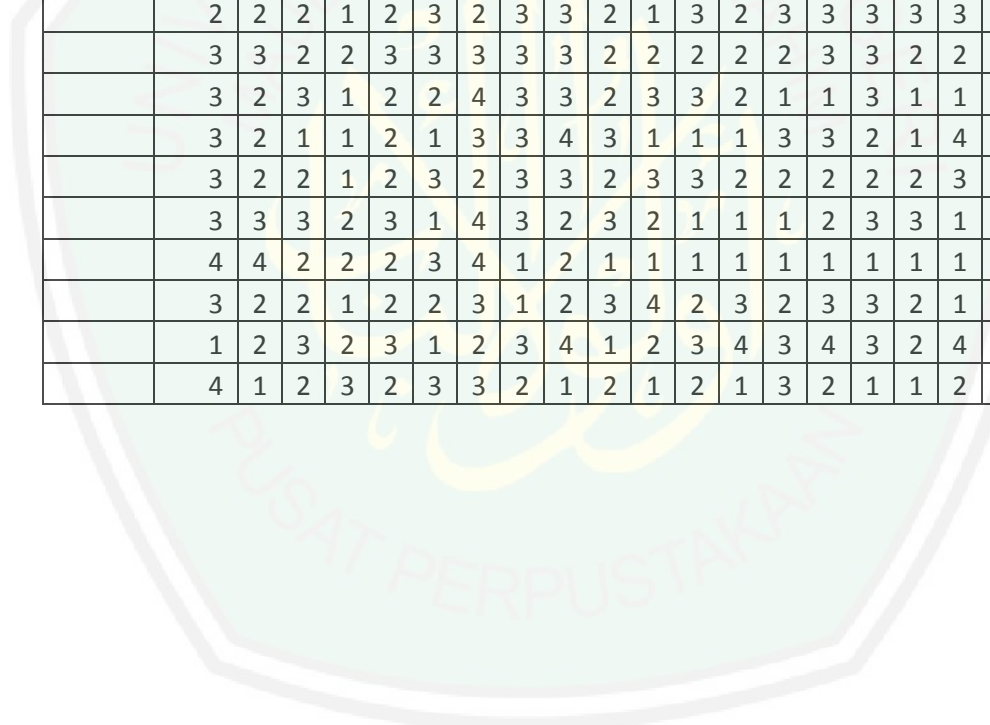 2 2 2 1 2 3 2 3 3 2 1 3 2 3 3 3 3 3
3 3 2 2 3 3 3 3 3 2 2 2 2 2 3 3 2 2
3 2 3 1 2 2 4 3 3 2 3 3 2 1 1 3 1 1
3 2 1 1 2 1 3 3 4 3 1 1 1 3 3 2 1 4
3 2 2 1 2 3 2 3 3 2 3 3 2 2 2 2 2 3
3 3 3 2 3 1 4 3 2 3 2 1 1 1 2 3 3 1
4 4 2 2 2 3 4 1 2 1 1 1 1 1 1 1 1 1
3 2 2 1 2 2 3 1 2 3 4 2 3 2 3 3 2 1
1 2 3 2 3 1 2 3 4 1 2 3 4 3 4 3 2 4
4 1 2 3 2 3 3 2 1 2 1 2 1 3 2 1 1 2
PUSAT PERPUSTAKAAN